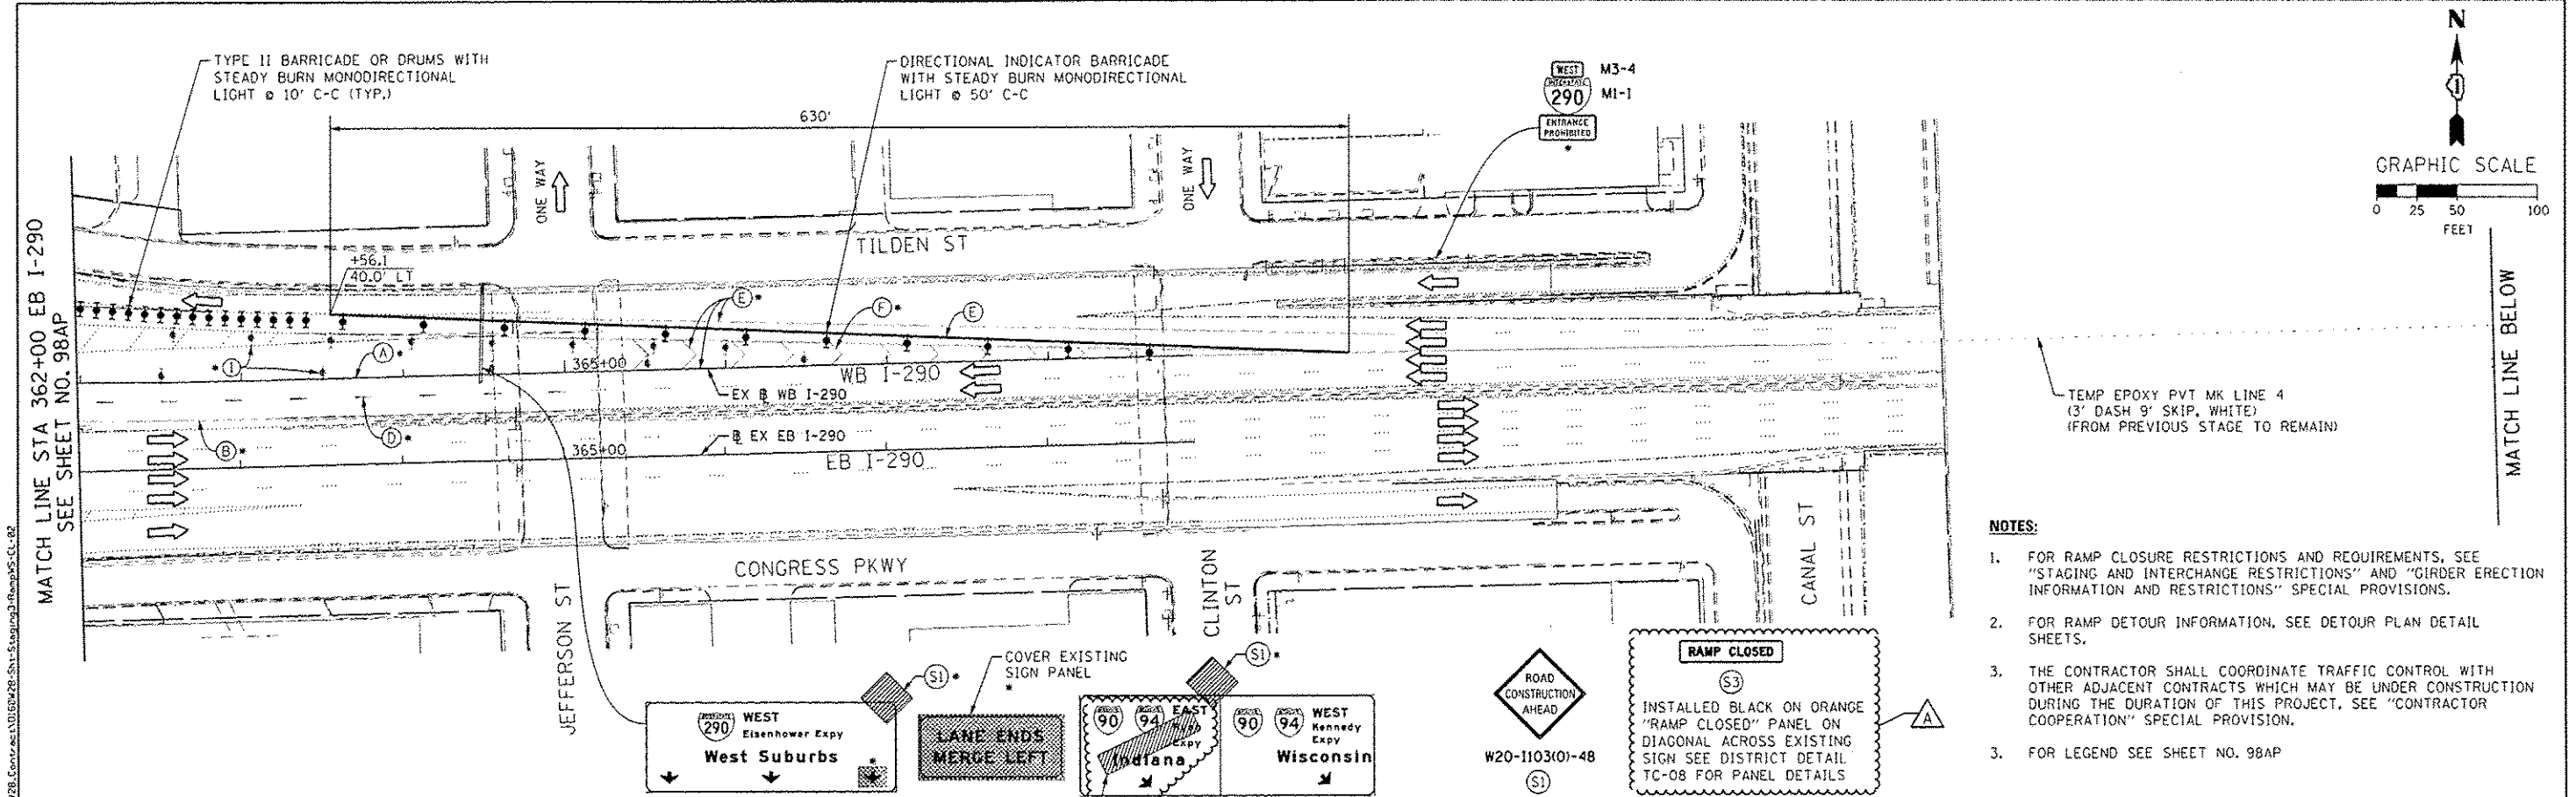 TYPE II BARRICADE OR DRUMS WITH
STEADY BURN MONODIRECTIONAL
LIGHT @ 10' C-C (TYP.)
DIRECTIONAL INDICATOR BARRICADE
WITH STEADY BURN MONODIRECTIONAL
LIGHT @ 50' C-C
WEST M3-4
INTERSTATE
290 M1-1
ENTRANCE
PROHIBITED
*
N
1
GRAPHIC SCALE
0 25 50 100
FEET
630'
ONE WAY
ONE WAY
TILDEN ST
+56.1
40.0' LT
MATCH LINE STA 362+00 EB I-290
SEE SHEET NO. 98AP
E *
F *
E
* I
A *
365+00
WB I-290
EX B WB I-290
B *
D *
B EX EB I-290
365+00
EB I-290
TEMP EPOXY PVT MK LINE 4
(3' DASH 9' SKIP, WHITE)
(FROM PREVIOUS STAGE TO REMAIN)
MATCH LINE BELOW
CONGRESS PKWY
JEFFERSON ST
CLINTON
ST
CANAL ST
NOTES:
1. FOR RAMP CLOSURE RESTRICTIONS AND REQUIREMENTS, SEE
"STAGING AND INTERCHANGE RESTRICTIONS" AND "GIRDER ERECTION
INFORMATION AND RESTRICTIONS" SPECIAL PROVISIONS.
2. FOR RAMP DETOUR INFORMATION, SEE DETOUR PLAN DETAIL
SHEETS.
3. THE CONTRACTOR SHALL COORDINATE TRAFFIC CONTROL WITH
OTHER ADJACENT CONTRACTS WHICH MAY BE UNDER CONSTRUCTION
DURING THE DURATION OF THIS PROJECT, SEE "CONTRACTOR
COOPERATION" SPECIAL PROVISION.
3. FOR LEGEND SEE SHEET NO. 98AP
S1 *
COVER EXISTING
SIGN PANEL
*
S1 *
INTERSTATE
290 WEST
Eisenhower Expy
West Suburbs
*
LANE ENDS
MERGE LEFT
90 94 EAST
Expy
Indiana
90 94 WEST
Kennedy
Expy
Wisconsin
ROAD
CONSTRUCTION
AHEAD
W20-1103(0)-48
S1
RAMP CLOSED
S3
INSTALLED BLACK ON ORANGE
"RAMP CLOSED" PANEL ON
DIAGONAL ACROSS EXISTING
SIGN SEE DISTRICT DETAIL
TC-08 FOR PANEL DETAILS
A